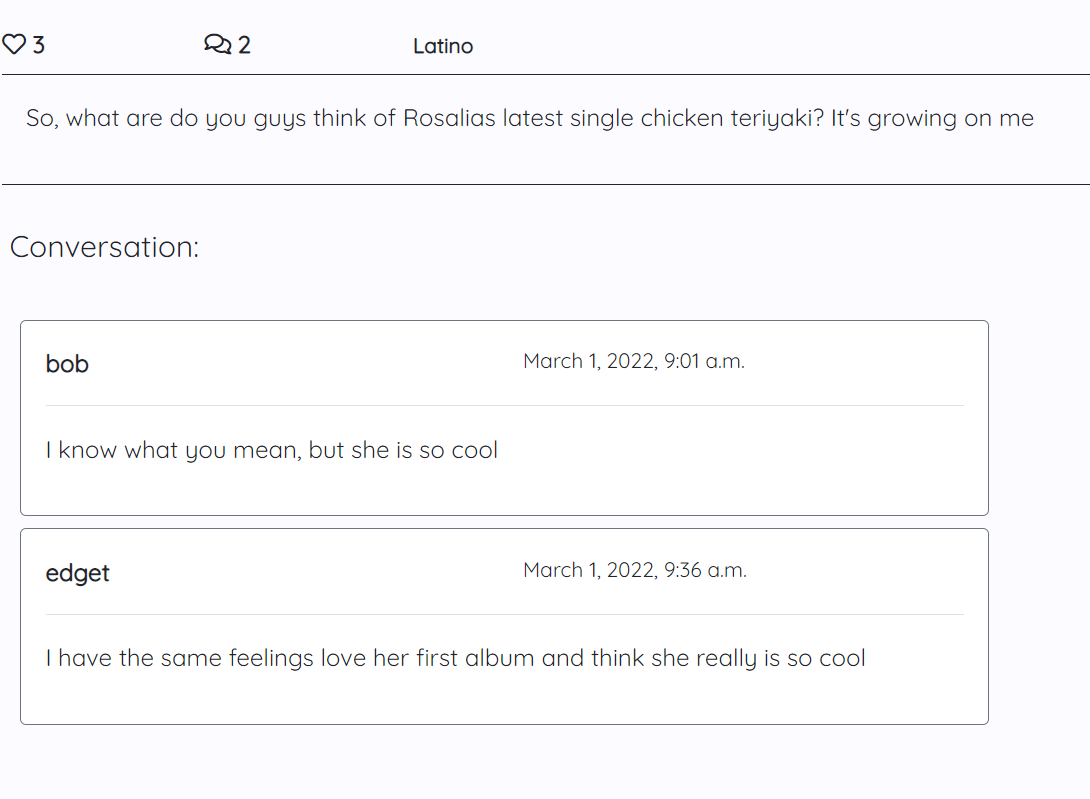 3 2 Latino
So, what are do you guys think of Rosalias latest single chicken teriyaki? It's growing on me
Conversation:
bob March 1, 2022, 9:01 a.m.
I know what you mean, but she is so cool
edget March 1, 2022, 9:36 a.m.
I have the same feelings love her first album and think she really is so cool